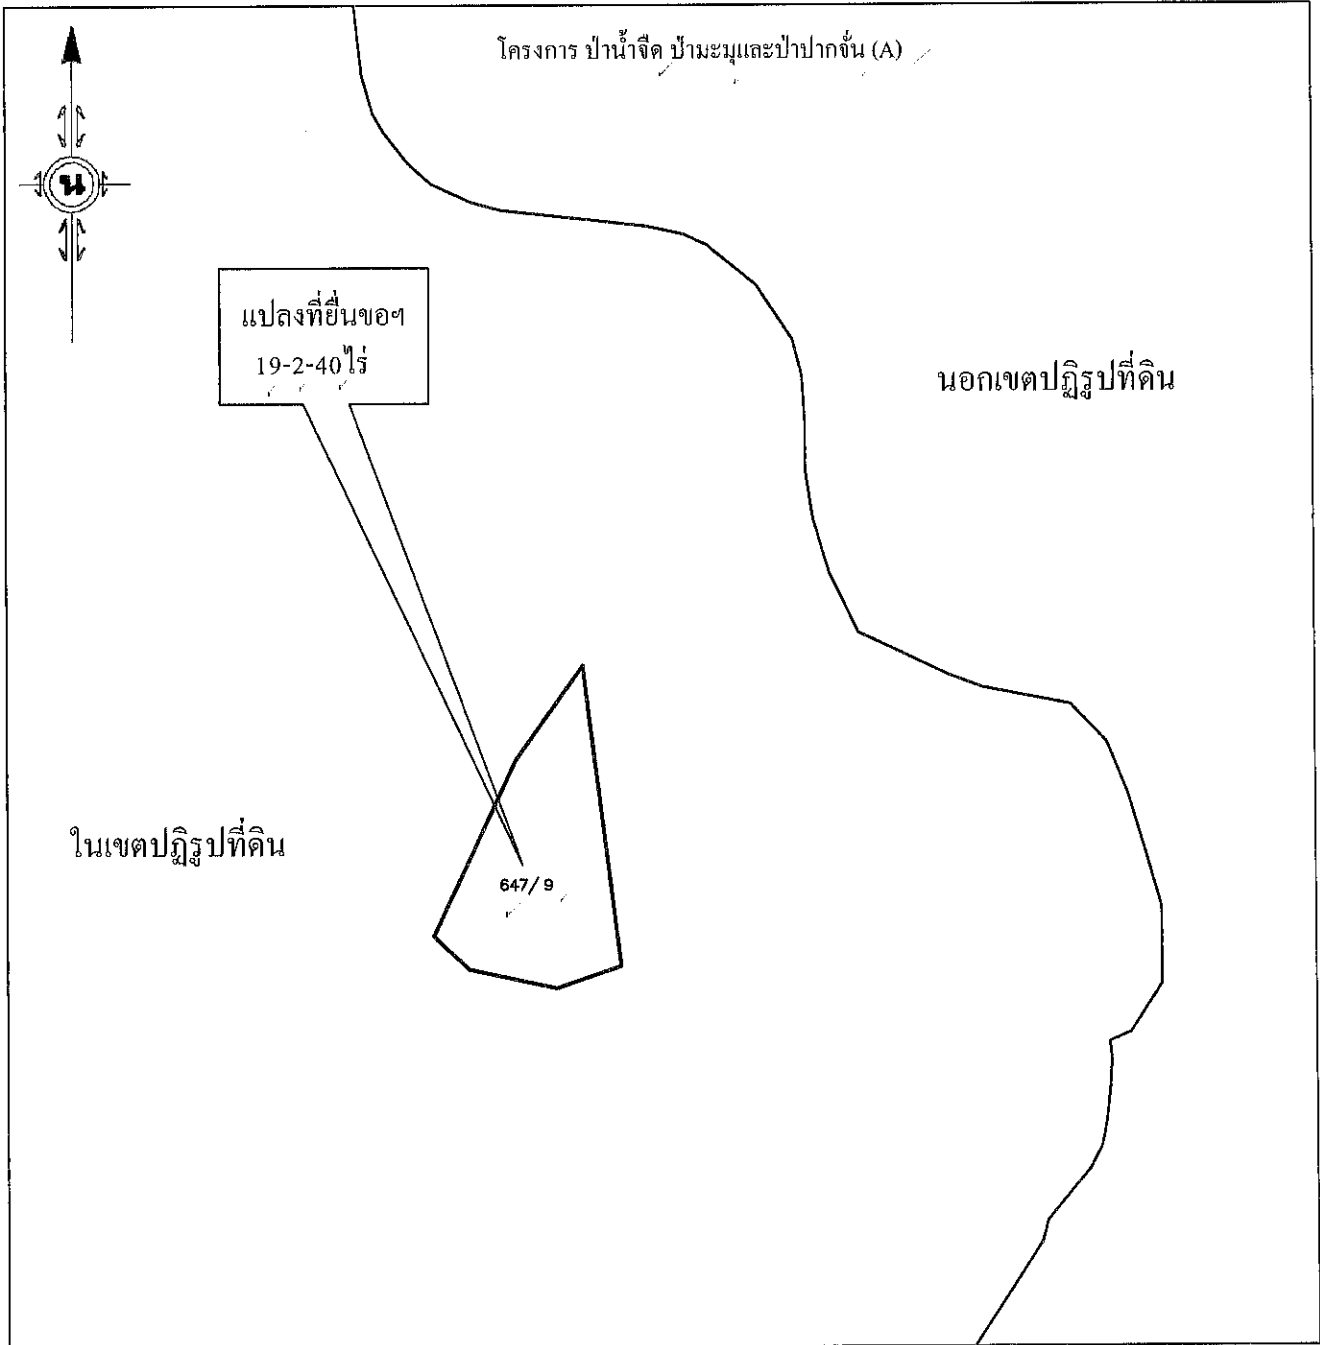 โครงการ ป่าน้ำจืด ป่ามะมุและป่าปากจั่น (A)
น
แปลงที่ยื่นขอฯ
19-2-40ไร่
นอกเขตปฏิรูปที่ดิน
ในเขตปฏิรูปที่ดิน
647/9